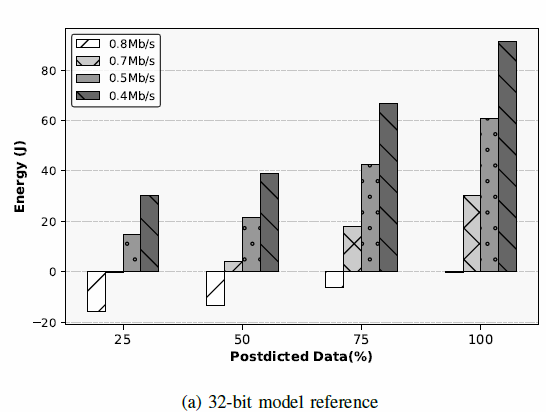 0.8Mb/s
0.7Mb/s
0.5Mb/s
0.4Mb/s
Energy (J)
80
60
40
20
0
−20
25 50 75 100
Postdicted Data(%)
(a) 32-bit model reference